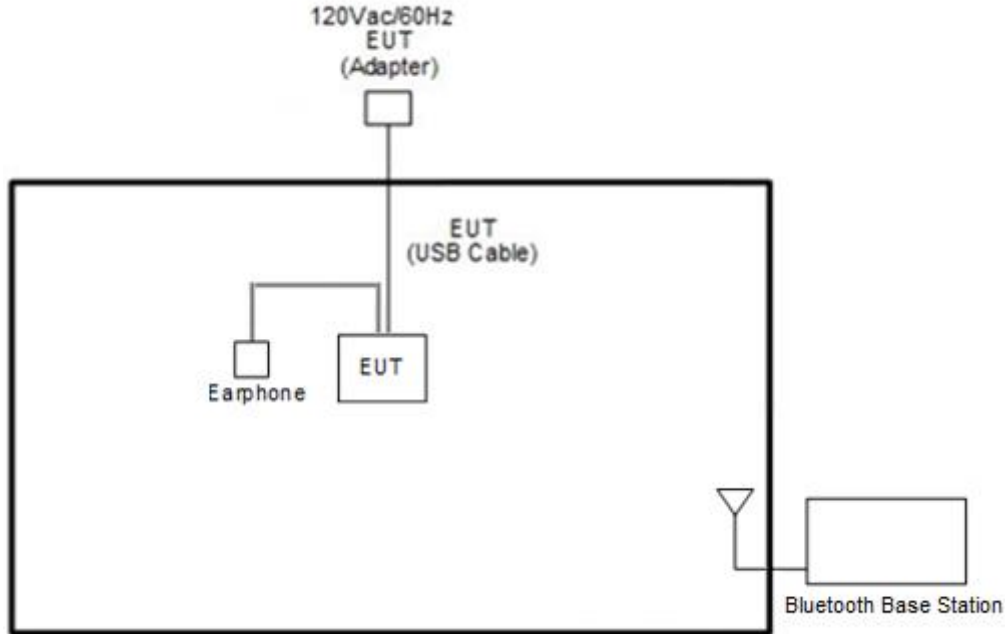 120Vac/60Hz
EUT
(Adapter)
EUT
(USB Cable)
EUT
Earphone
Bluetooth Base Station